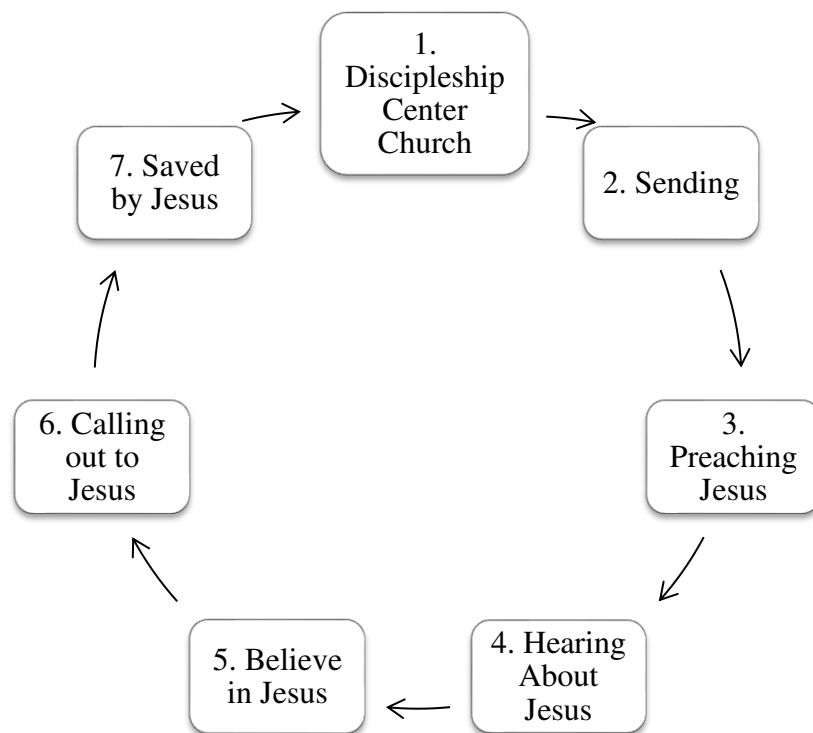 1.
Discipleship
Center
Church
2. Sending
3.
Preaching
Jesus
4. Hearing
About
Jesus
5. Believe
in Jesus
6. Calling
out to
Jesus
7. Saved
by Jesus